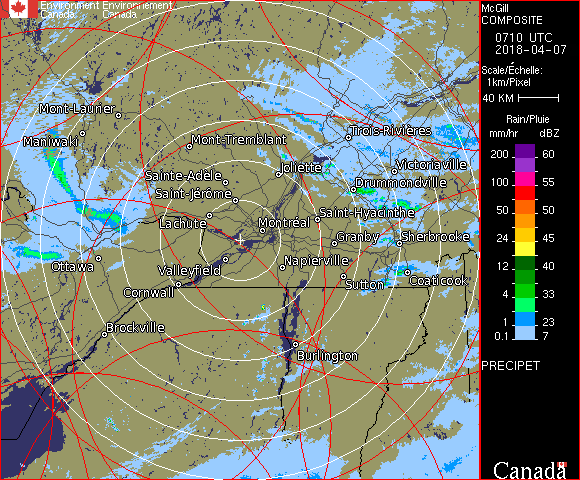 Environment Environnement
Canada Canada
McGill
COMPOSITE
0710 UTC
2018-04-07
Scale/Échelle:
1km/Pixel
40 KM
Rain/Pluie
mm/hr dBZ
200 60
150 57
100 55
50 50
24 45
12 40
4 33
1 23
0.1 7
PRECIPET
Canada
Mont-Laurier
Maniwaki
Mont-Tremblant
Trois-Rivières
Sainte-Adèle
Joliette
Victoriaville
Saint-Jérôme
Drummondville
Lachute
Montréal
Saint-Hyacinthe
Granby
Sherbrooke
Ottawa
Valleyfield
Napierville
Cornwall
Sutton
Coaticook
Brockville
Burlington